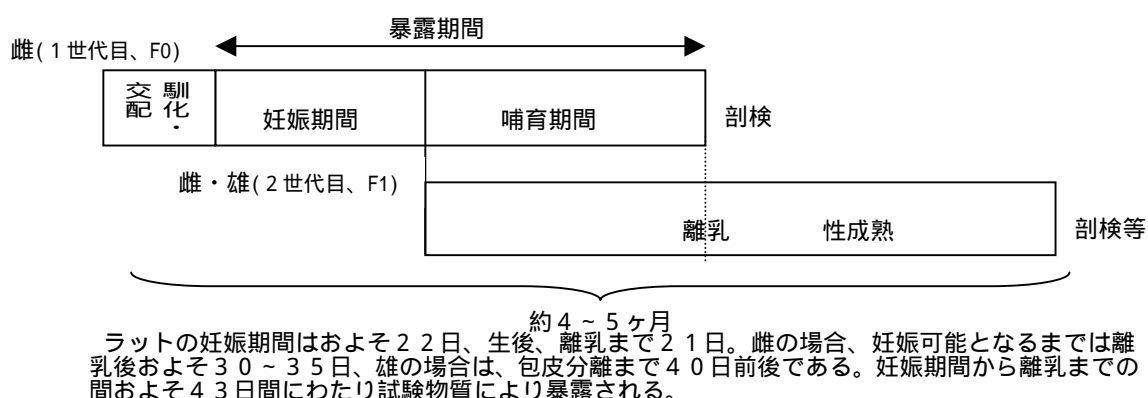 暴露期間
雌(1世代目、F0)
馴化・交配
妊娠期間
哺育期間
剖検
雌・雄(2世代目、F1)
離乳
性成熟
剖検等
約4~5ヶ月
ラットの妊娠期間はおよそ22日、生後、離乳まで21日。雌の場合、妊娠可能となるまでは離
乳後およそ30~35日、雄の場合は、包皮分離まで40日前後である。妊娠期間から離乳までの
間およそ43日間にわたり試験物質により暴露される。